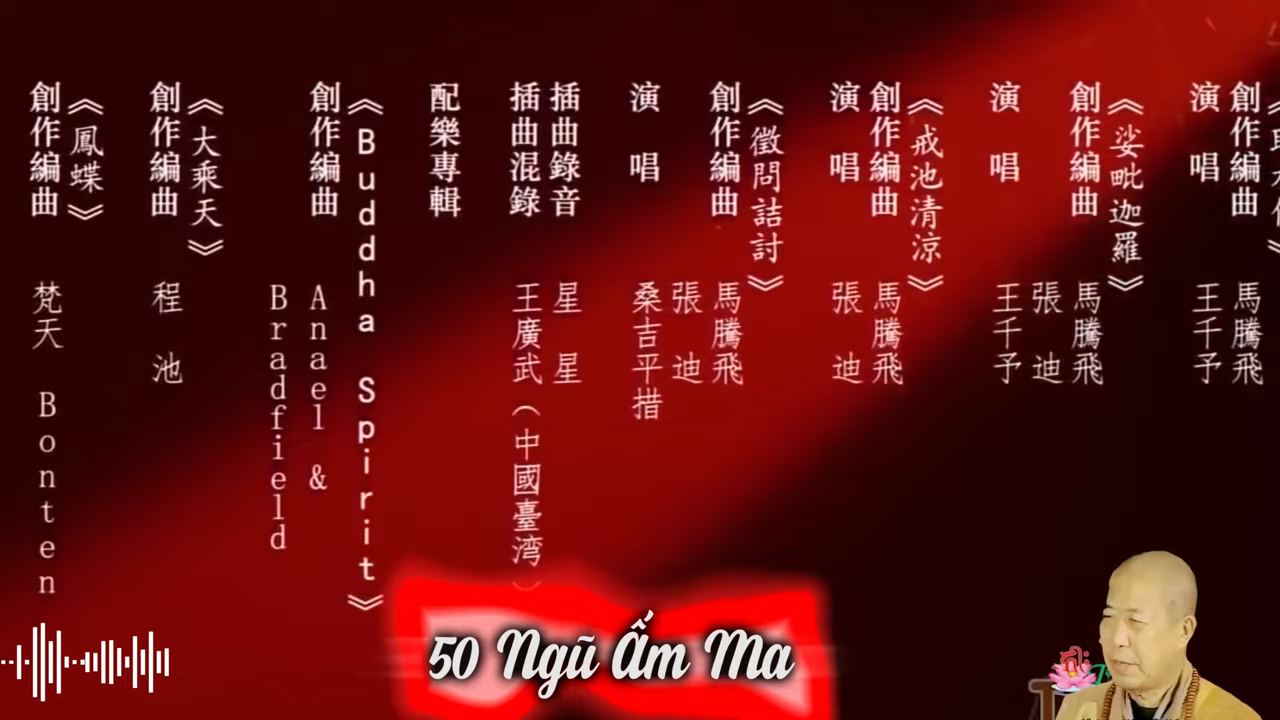 創作編曲 馬騰飛
演唱 王千予
《娑毗迦羅》
創作編曲 馬騰飛
張迪
演唱 王千予
《戒池清涼》
創作編曲 馬騰飛
演唱 張迪
《徵問詰討》
創作編曲 馬騰飛
張迪
演唱 桑吉平措
插曲錄音 星星
插曲混錄 王廣武（中國臺湾）
配樂專輯
《Buddha Spirit》
創作編曲 Anael &
Bradfield
《大乘天》
創作編曲 程池
《鳳蝶》
創作編曲 梵天 Bonten
50 Ngũ Ấm Ma